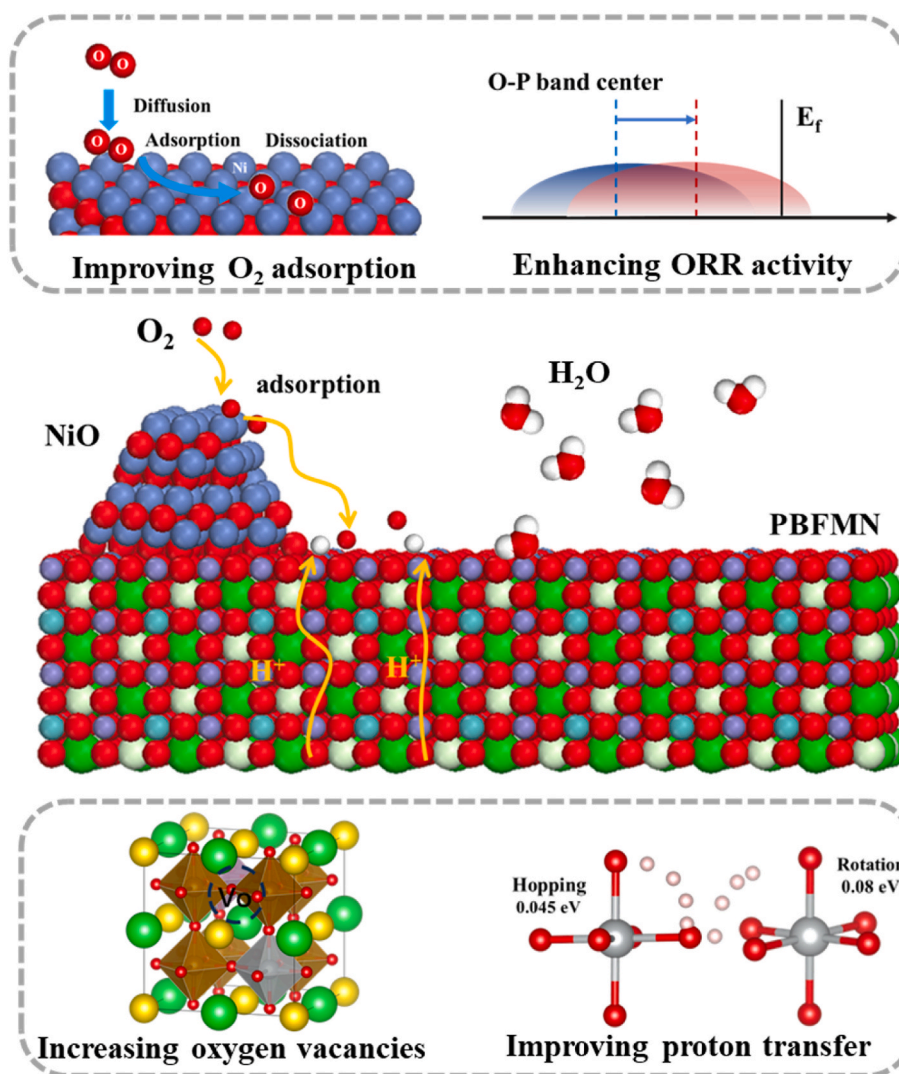 O
O
Diffusion
O
O
Adsorption
Dissociation
Ni
O
O
Improving O₂ adsorption
O-P band center
E_f
Enhancing ORR activity
O₂
adsorption
NiO
H₂O
PBFMN
H⁺
H⁺
Vo
Increasing oxygen vacancies
Hopping
0.045 eV
Rotation
0.08 eV
Improving proton transfer